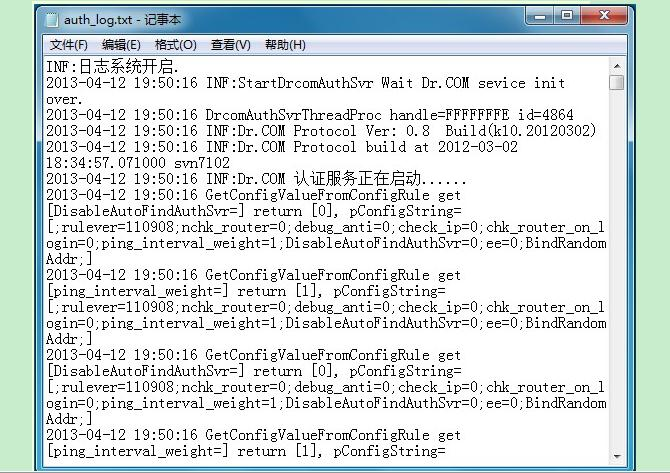 auth_log.txt - 记事本
文件(F) 编辑(E) 格式(O) 查看(V) 帮助(H)
INF:日志系统开启.
2013-04-12 19:50:16 INF:StartDrcomAuthSvr Wait Dr.COM sevice init
over.
2013-04-12 19:50:16 DrcomAuthSvrThreadProc handle=FFFFFFFE id=4864
2013-04-12 19:50:16 INF:Dr.COM Protocol Ver: 0.8  Build(k10.20120302)
2013-04-12 19:50:16 INF:Dr.COM Protocol build at 2012-03-02
18:34:57.071000 svn7102
2013-04-12 19:50:16 INF:Dr.COM 认证服务正在启动......
2013-04-12 19:50:16 GetConfigValueFromConfigRule get
[DisableAutoFindAuthSvr=] return [0], pConfigString=
[;rulever=110908;nchk_router=0;debug_anti=0;check_ip=0;chk_router_on_l
ogin=0;ping_interval_weight=1;DisableAutoFindAuthSvr=0;ee=0;BindRandom
Addr;]
2013-04-12 19:50:16 GetConfigValueFromConfigRule get
[ping_interval_weight=] return [1], pConfigString=
[;rulever=110908;nchk_router=0;debug_anti=0;check_ip=0;chk_router_on_l
ogin=0;ping_interval_weight=1;DisableAutoFindAuthSvr=0;ee=0;BindRandom
Addr;]
2013-04-12 19:50:16 GetConfigValueFromConfigRule get
[DisableAutoFindAuthSvr=] return [0], pConfigString=
[;rulever=110908;nchk_router=0;debug_anti=0;check_ip=0;chk_router_on_l
ogin=0;ping_interval_weight=1;DisableAutoFindAuthSvr=0;ee=0;BindRandom
Addr;]
2013-04-12 19:50:16 GetConfigValueFromConfigRule get
[ping_interval_weight=] return [1], pConfigString=